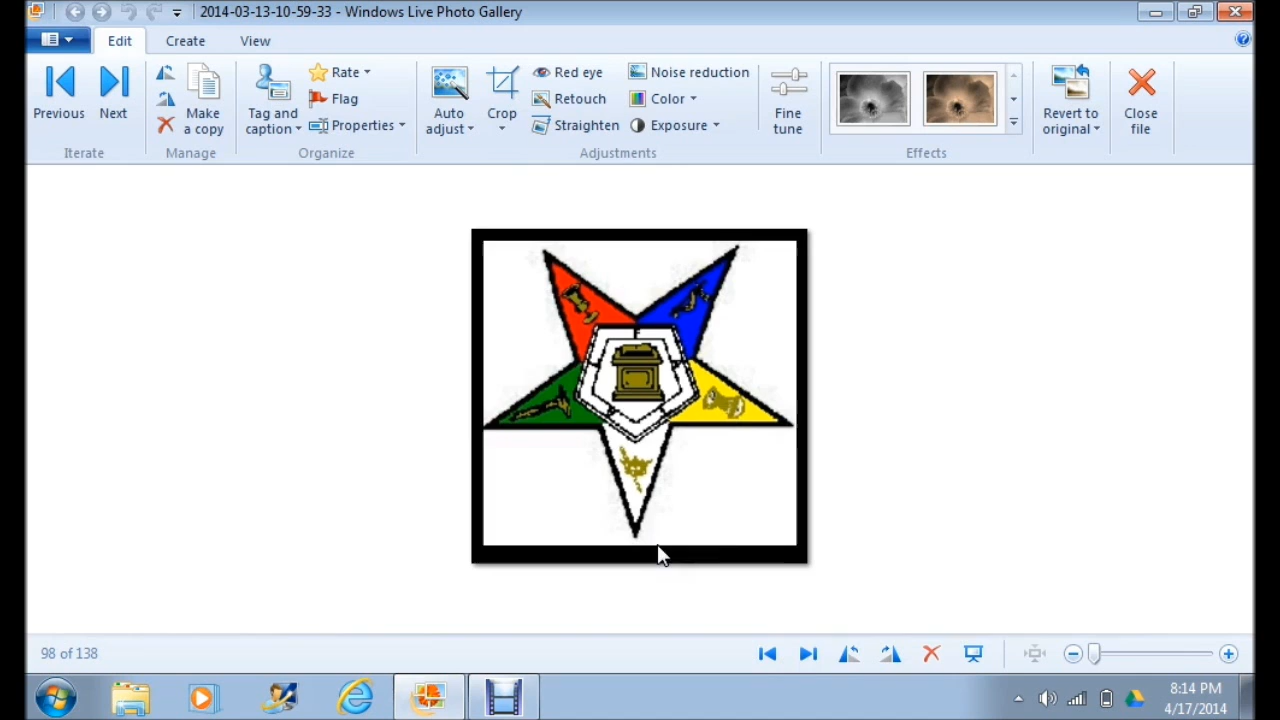 2014-03-13-10-59-33 - Windows Live Photo Gallery
Edit
Create
View
Previous
Next
Iterate
Make
a copy
Manage
Tag and
caption
Rate
Flag
Properties
Organize
Auto
adjust
Crop
Red eye
Retouch
Straighten
Noise reduction
Color
Exposure
Fine
tune
Adjustments
Effects
Revert to
original
Close
file
98 of 138
8:14 PM
4/17/2014